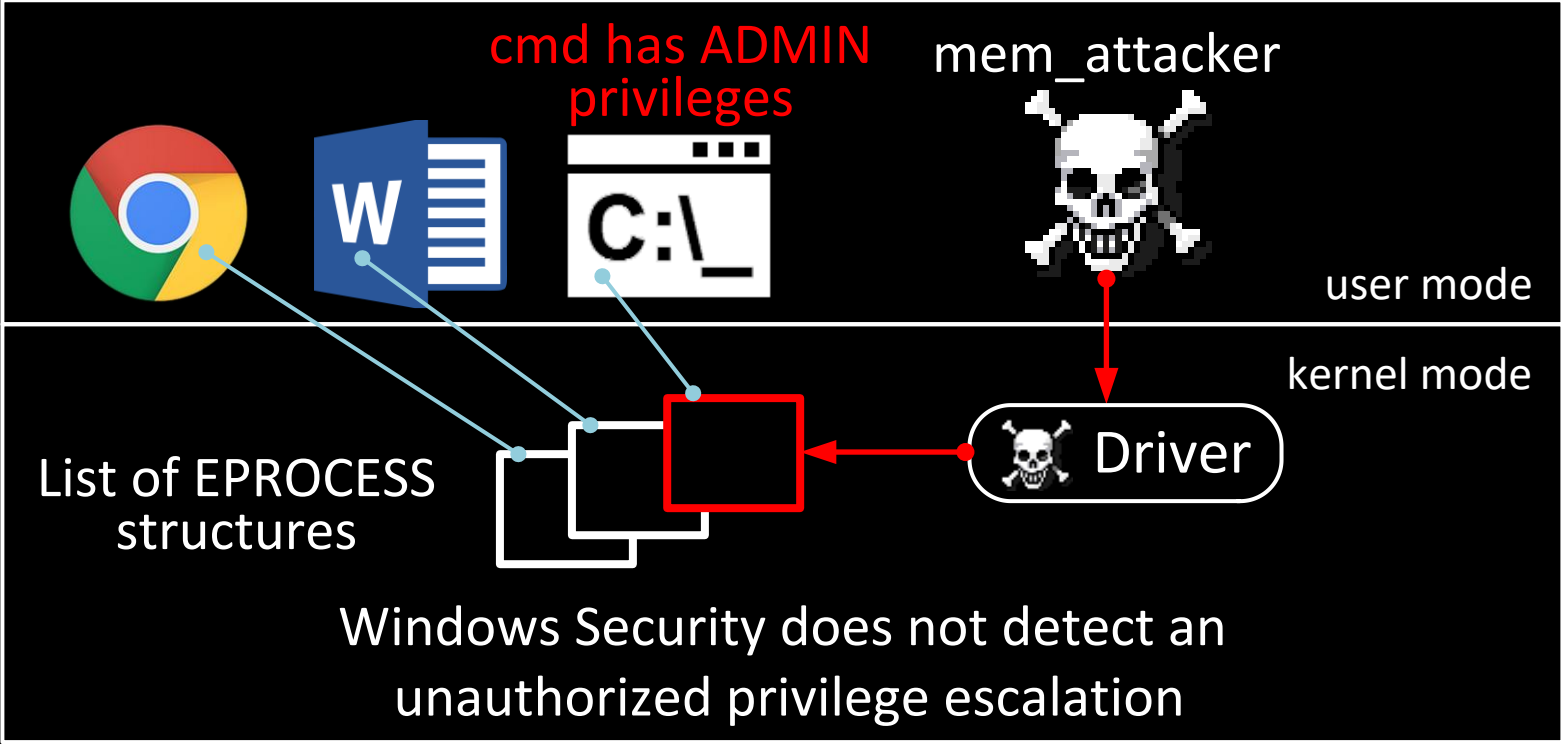 cmd has ADMIN
privileges
mem_attacker
W
C:\_
user mode
kernel mode
List of EPROCESS
structures
Driver
Windows Security does not detect an
unauthorized privilege escalation